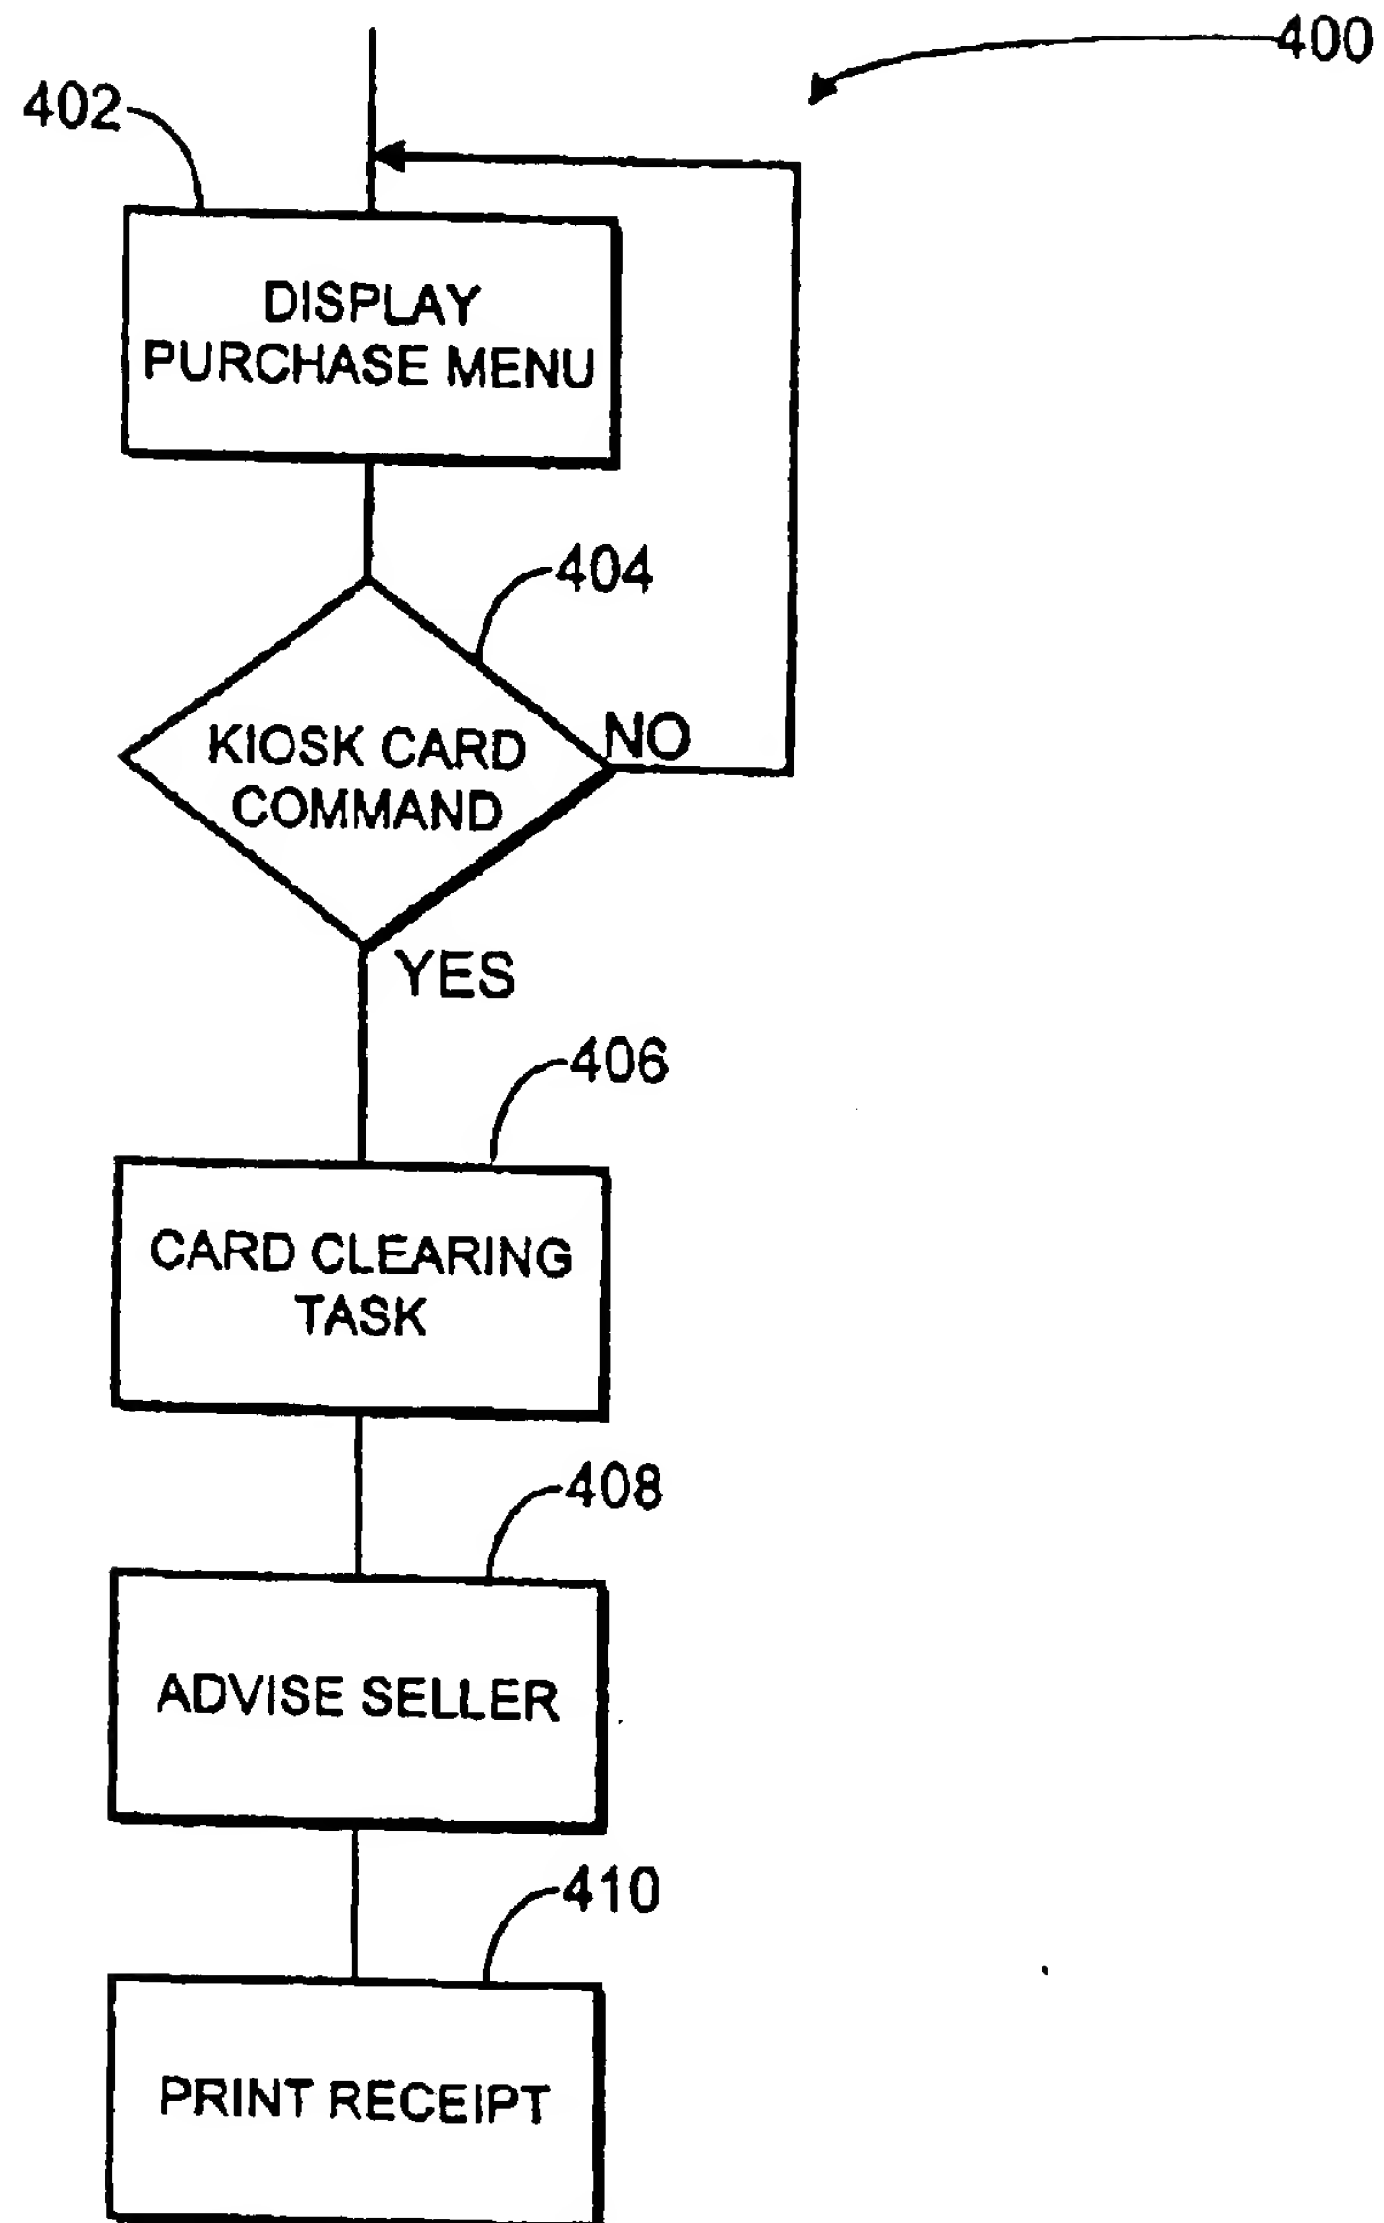 400
402
DISPLAY
PURCHASE MENU
404
KIOSK CARD
COMMAND
NO
YES
406
CARD CLEARING
TASK
408
ADVISE SELLER
410
PRINT RECEIPT